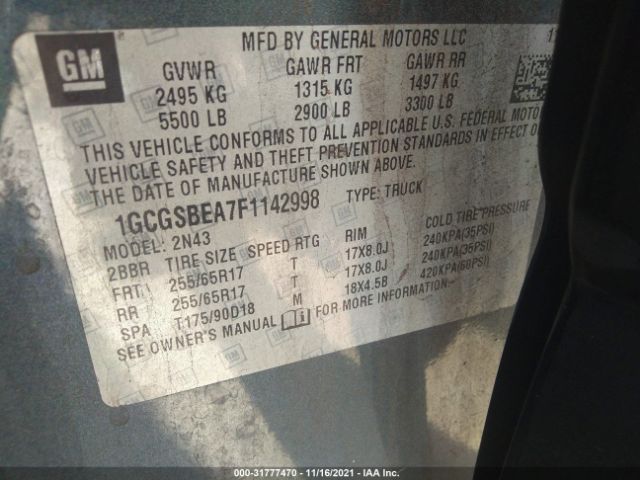 GM
MFD BY GENERAL MOTORS LLC
GVWR GAWR FRT GAWR RR
2495 KG 1315 KG 1497 KG
5500 LB 2900 LB 3300 LB
THIS VEHICLE CONFORMS TO ALL APPLICABLE U.S. FEDERAL MOTO
VEHICLE SAFETY AND THEFT PREVENTION STANDARDS IN EFFECT O
THE DATE OF MANUFACTURE SHOWN ABOVE.
1GCGSBEA7F1142998 TYPE: TRUCK
MODEL: 2N43
2BBR TIRE SIZE SPEED RTG RIM COLD TIRE PRESSU
FRT 255/65R17 T 17X8.0J 240KPA(35PSI)
RR 255/65R17 T 17X8.0J 240KPA(35PSI)
SPA T175/90D18 M 18X4.5B 420KPA(60PSI)
SEE OWNER'S MANUAL FOR MORE INFORMATION
000-31777470 - 11/16/2021 - IAA Inc.